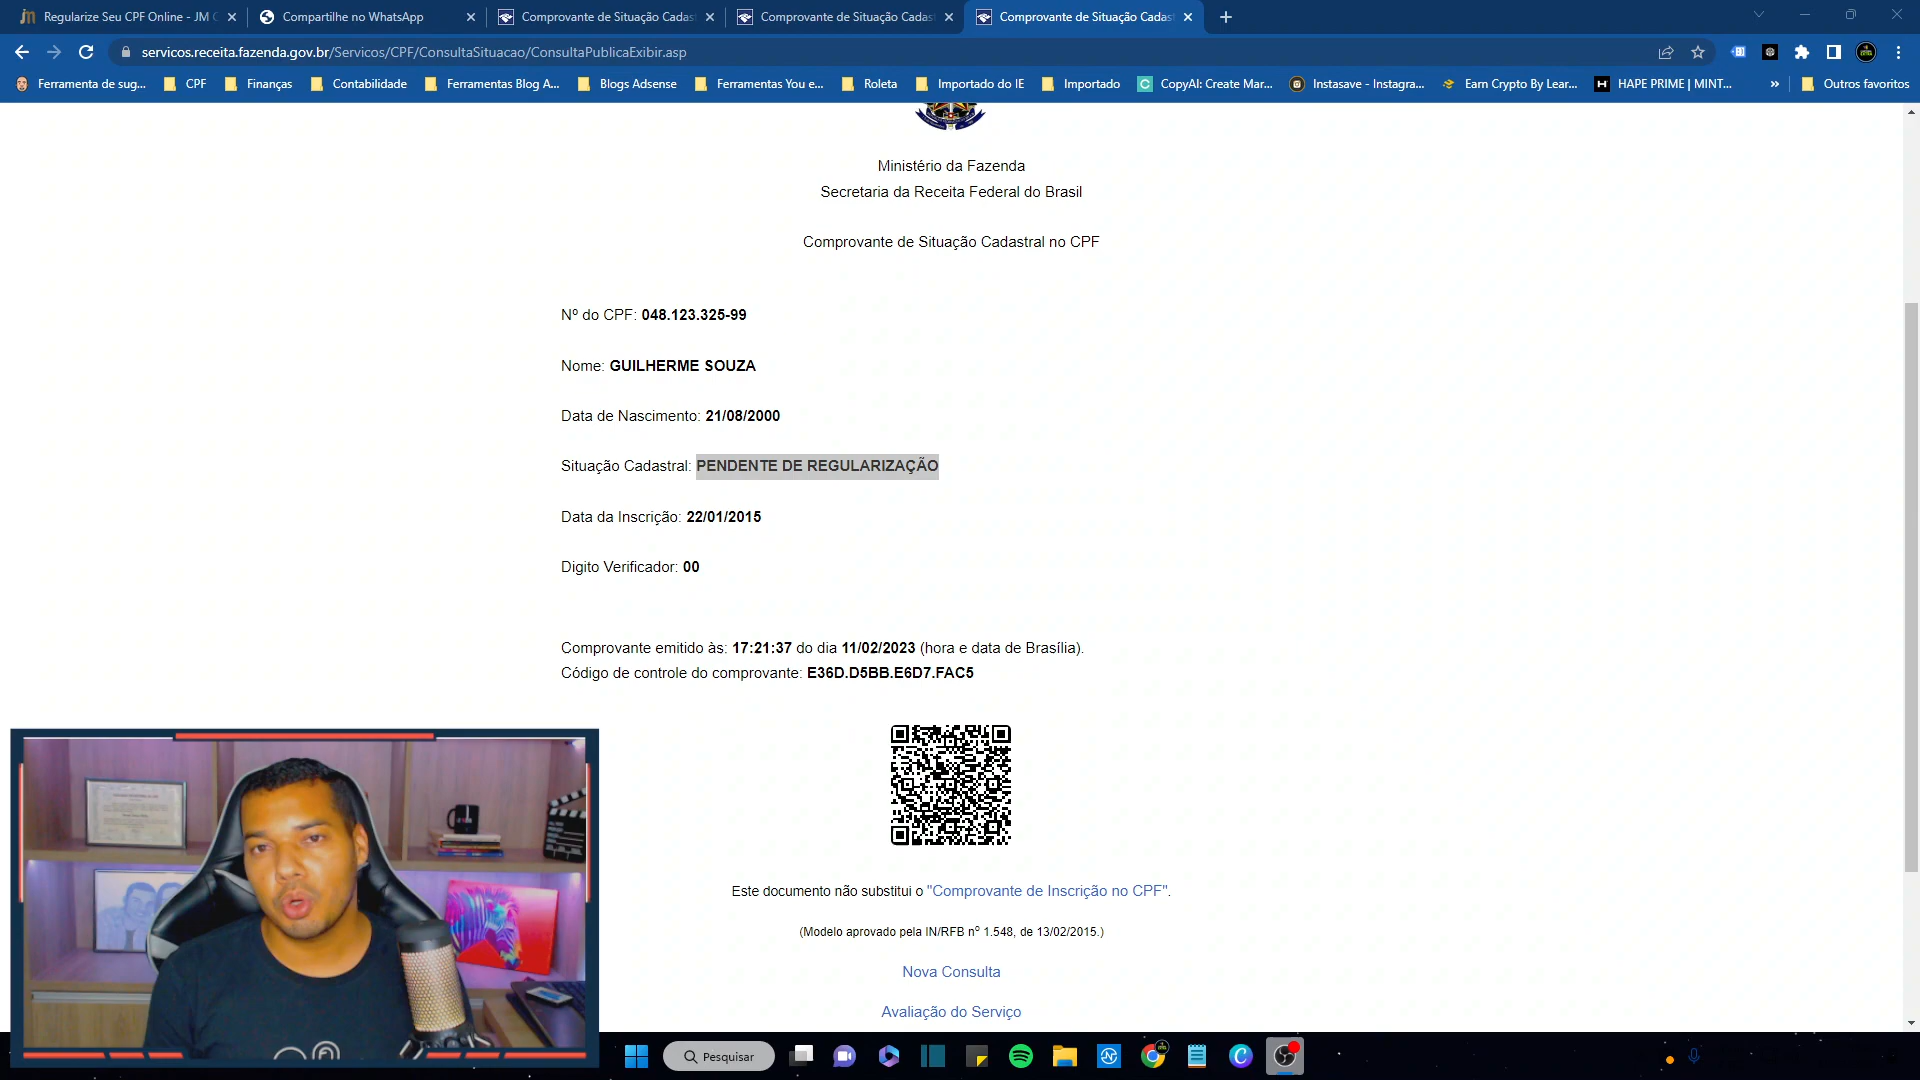 Regularize Seu CPF Online - JM C
Compartilhe no WhatsApp
Comprovante de Situação Cadas
Comprovante de Situação Cadas
Comprovante de Situação Cadas
servicos.receita.fazenda.gov.br/Servicos/CPF/ConsultaSituacao/ConsultaPublicaExibir.asp
Ferramenta de sug...
CPF
Finanças
Contabilidade
Ferramentas Blog A...
Blogs Adsense
Ferramentas You e...
Roleta
Importado do IE
Importado
CopyAI: Create Mar...
Instasave - Instagra...
Earn Crypto By Lear...
HAPE PRIME | MINT...
»
Outros favoritos
Ministério da Fazenda
Secretaria da Receita Federal do Brasil
Comprovante de Situação Cadastral no CPF
Nº do CPF: 048.123.325-99
Nome: GUILHERME SOUZA
Data de Nascimento: 21/08/2000
Situação Cadastral: PENDENTE DE REGULARIZAÇÃO
Data da Inscrição: 22/01/2015
Digito Verificador: 00
Comprovante emitido às: 17:21:37 do dia 11/02/2023 (hora e data de Brasília).
Código de controle do comprovante: E36D.D5BB.E6D7.FAC5
Este documento não substitui o "Comprovante de Inscrição no CPF".
(Modelo aprovado pela IN/RFB nº 1.548, de 13/02/2015.)
Nova Consulta
Avaliação do Serviço
Pesquisar